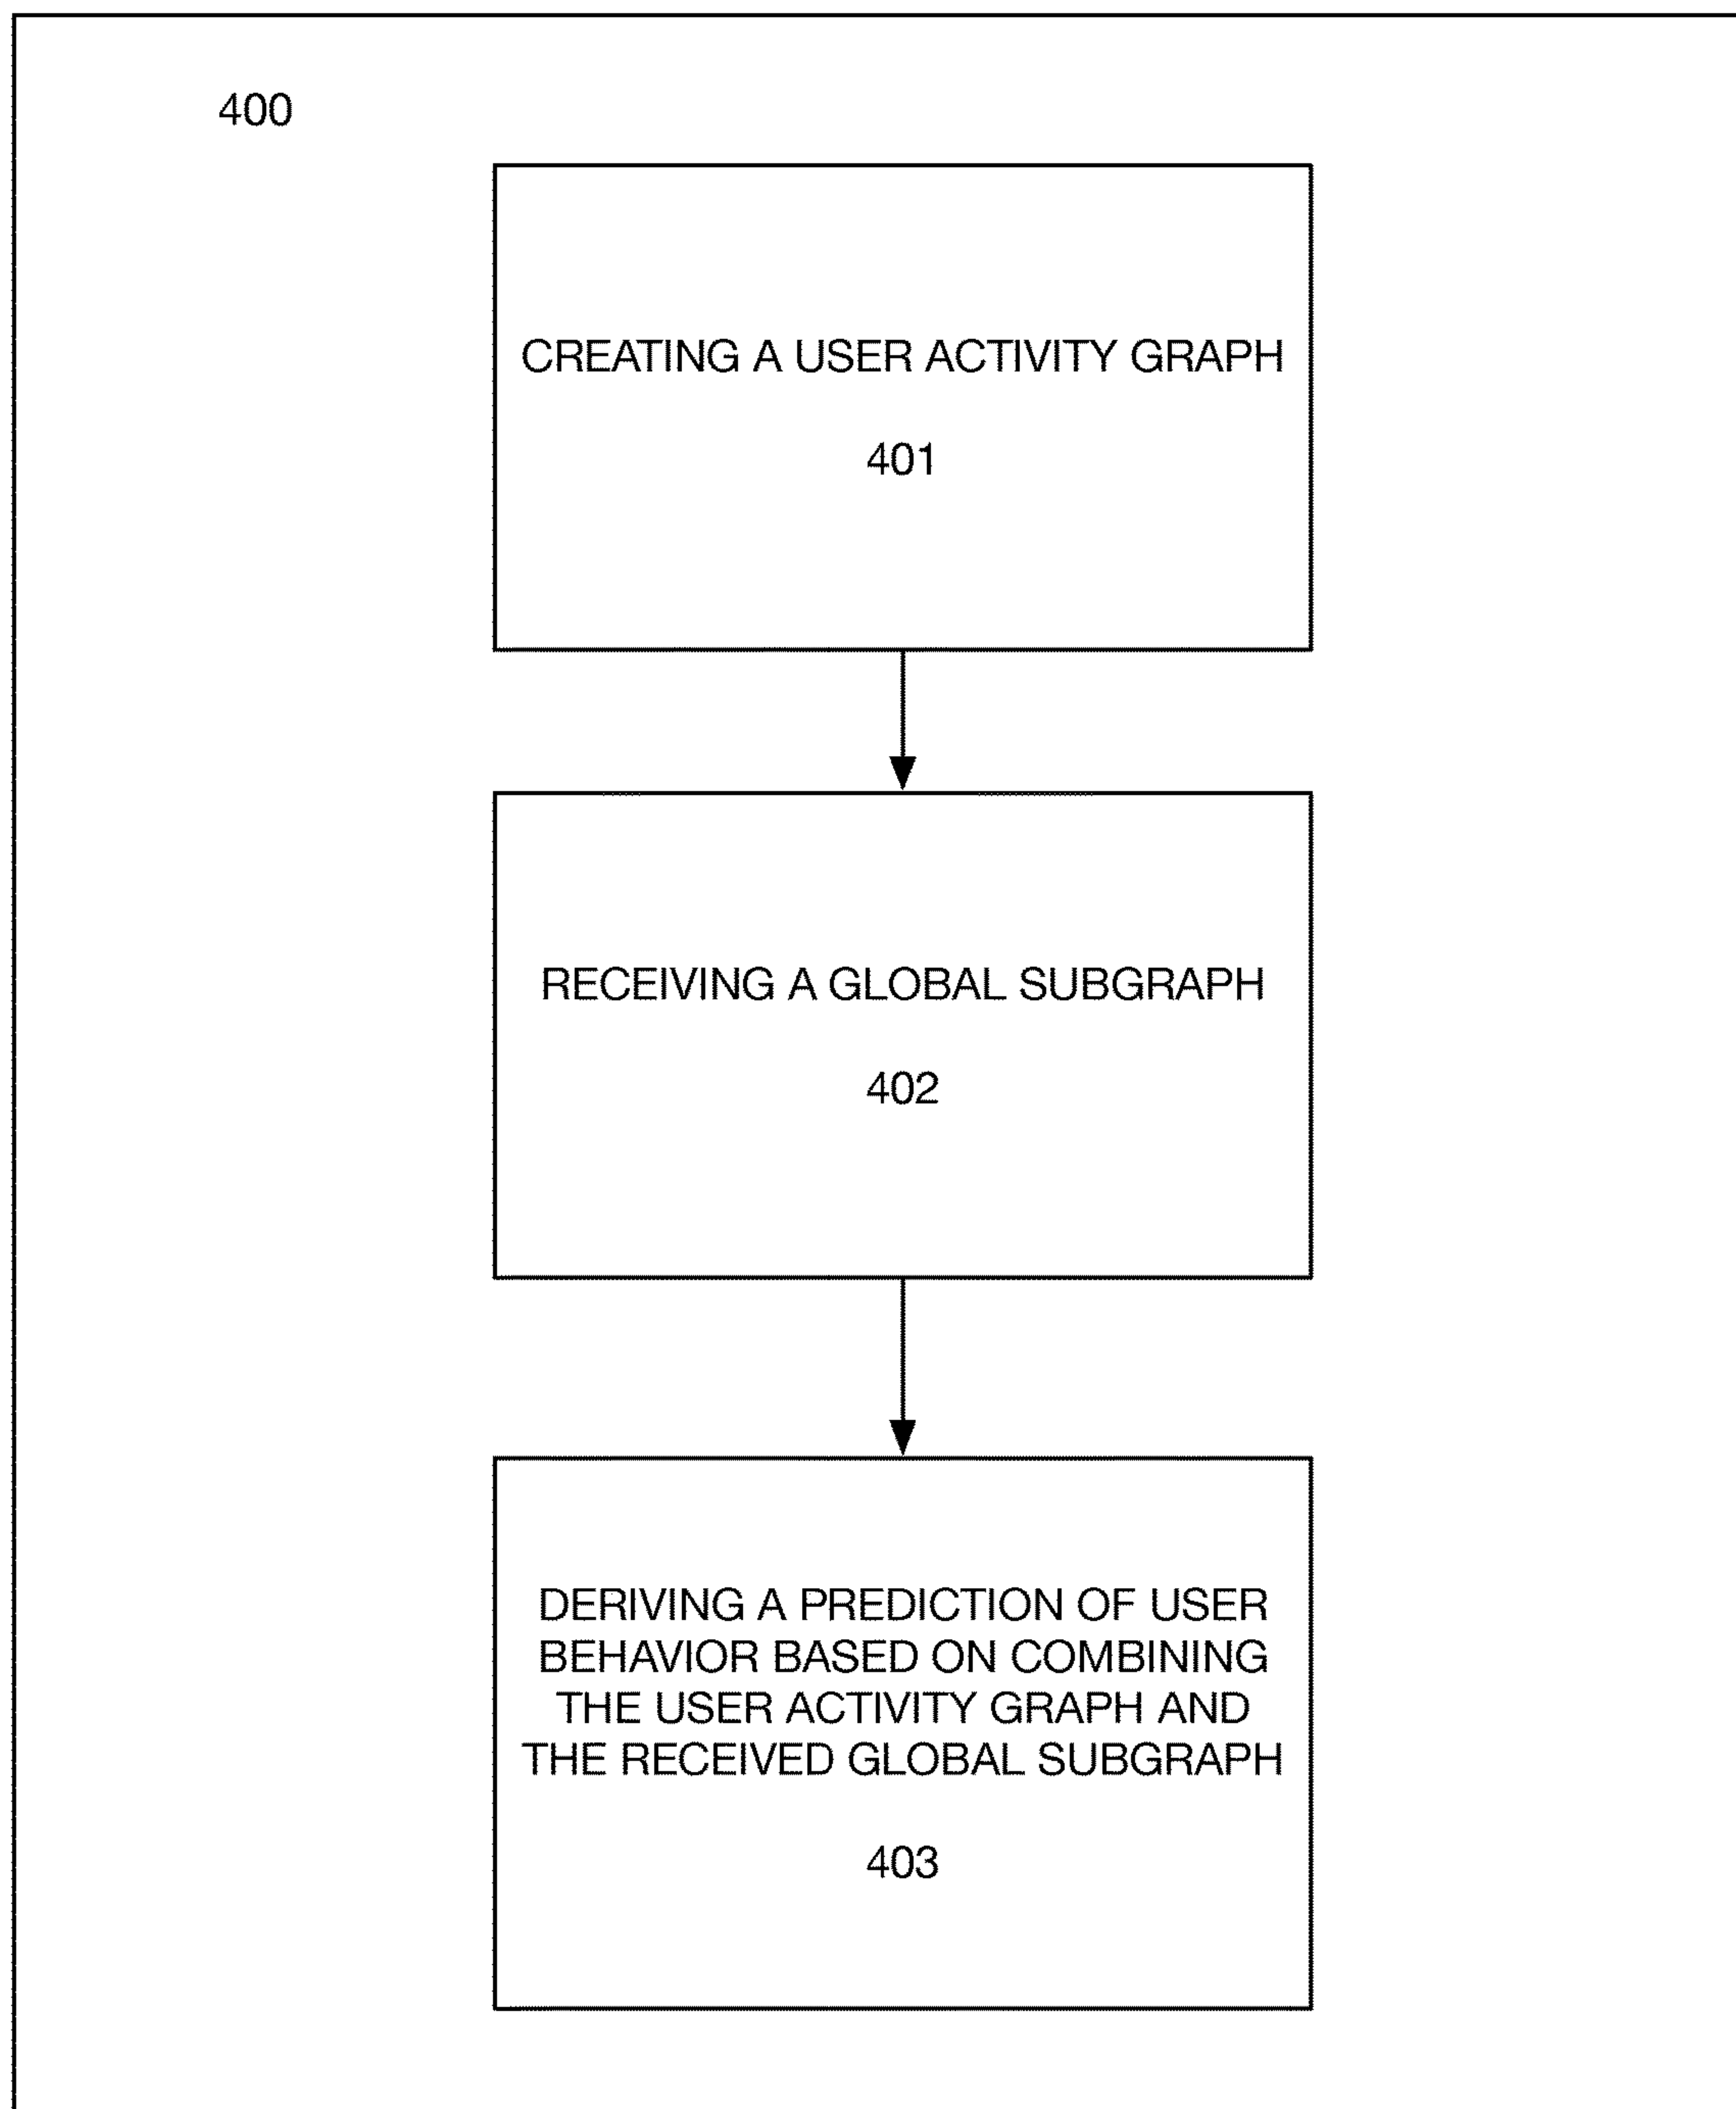 400
CREATING A USER ACTIVITY GRAPH
401
RECEIVING A GLOBAL SUBGRAPH
402
DERIVING A PREDICTION OF USER
BEHAVIOR BASED ON COMBINING
THE USER ACTIVITY GRAPH AND
THE RECEIVED GLOBAL SUBGRAPH
403